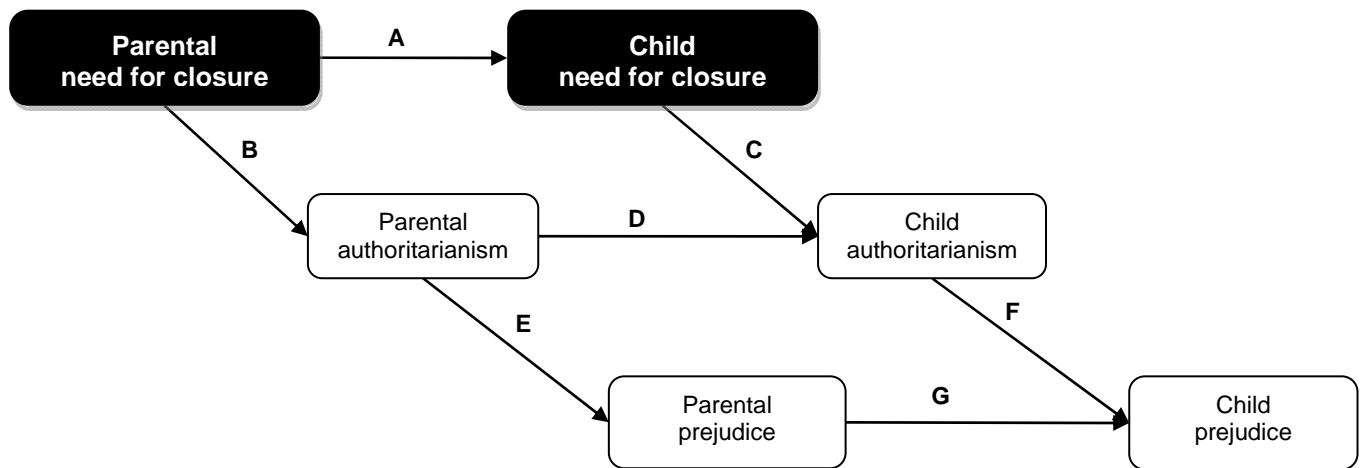 Parental
need for closure
A
Child
need for closure
B
C
Parental
authoritarianism
D
Child
authoritarianism
E
F
Parental
prejudice
G
Child
prejudice